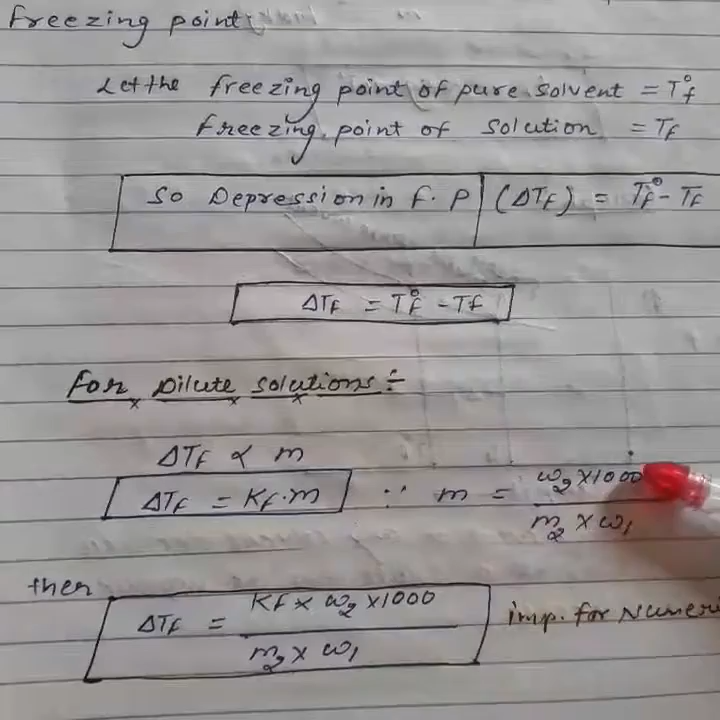 Freezing point:
Let the freezing point of pure solvent = T°f
Freezing point of solution = Tf
So Depression in f.p (ΔTf) = T°f - Tf
ΔTf = T°f - Tf
For Dilute solutions ÷
ΔTf ∝ m
ΔTf = Kf·m ∵ m = w₂ x 1000 / m₂ x w₁
then ΔTf = Kf x w₂ x 1000 / m₂ x w₁ imp. for Numeri